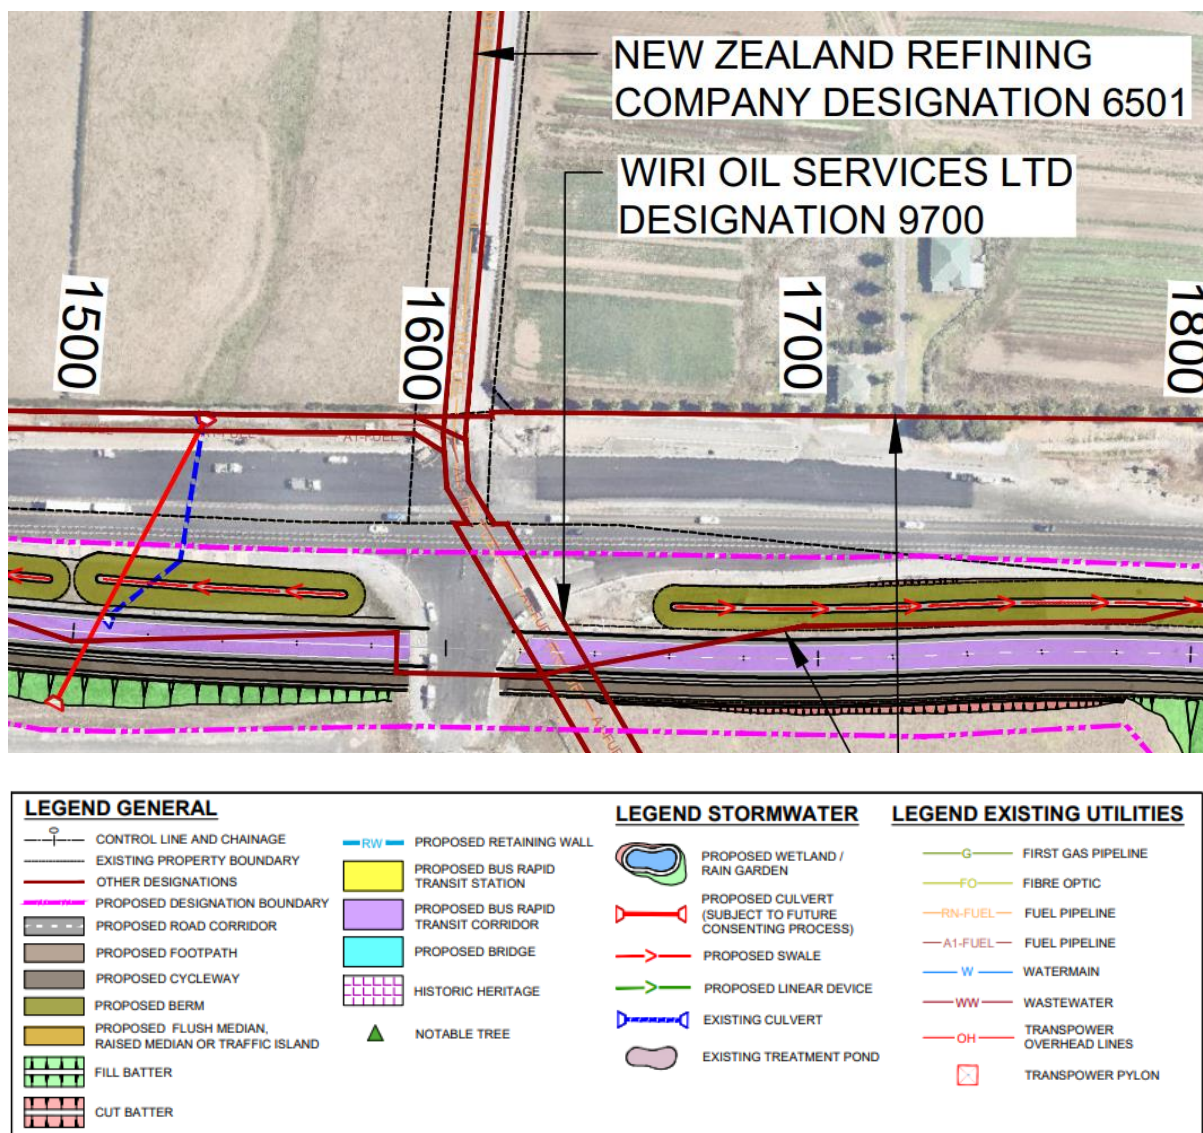 NEW ZEALAND REFINING
COMPANY DESIGNATION 6501
WIRI OIL SERVICES LTD
DESIGNATION 9700
1500
1600
1700
1800
A1-FUEL
A1-FUEL
LEGEND GENERAL
CONTROL LINE AND CHAINAGE
EXISTING PROPERTY BOUNDARY
OTHER DESIGNATIONS
PROPOSED DESIGNATION BOUNDARY
PROPOSED ROAD CORRIDOR
PROPOSED FOOTPATH
PROPOSED CYCLEWAY
PROPOSED BERM
PROPOSED FLUSH MEDIAN,
RAISED MEDIAN OR TRAFFIC ISLAND
FILL BATTER
CUT BATTER
RW PROPOSED RETAINING WALL
PROPOSED BUS RAPID
TRANSIT STATION
PROPOSED BUS RAPID
TRANSIT CORRIDOR
PROPOSED BRIDGE
HISTORIC HERITAGE
NOTABLE TREE
LEGEND STORMWATER
PROPOSED WETLAND /
RAIN GARDEN
PROPOSED CULVERT
(SUBJECT TO FUTURE
CONSENTING PROCESS)
PROPOSED SWALE
PROPOSED LINEAR DEVICE
EXISTING CULVERT
EXISTING TREATMENT POND
LEGEND EXISTING UTILITIES
G FIRST GAS PIPELINE
FO FIBRE OPTIC
RN-FUEL FUEL PIPELINE
A1-FUEL FUEL PIPELINE
W WATERMAIN
WW WASTEWATER
OH TRANSPOWER
OVERHEAD LINES
TRANSPOWER PYLON